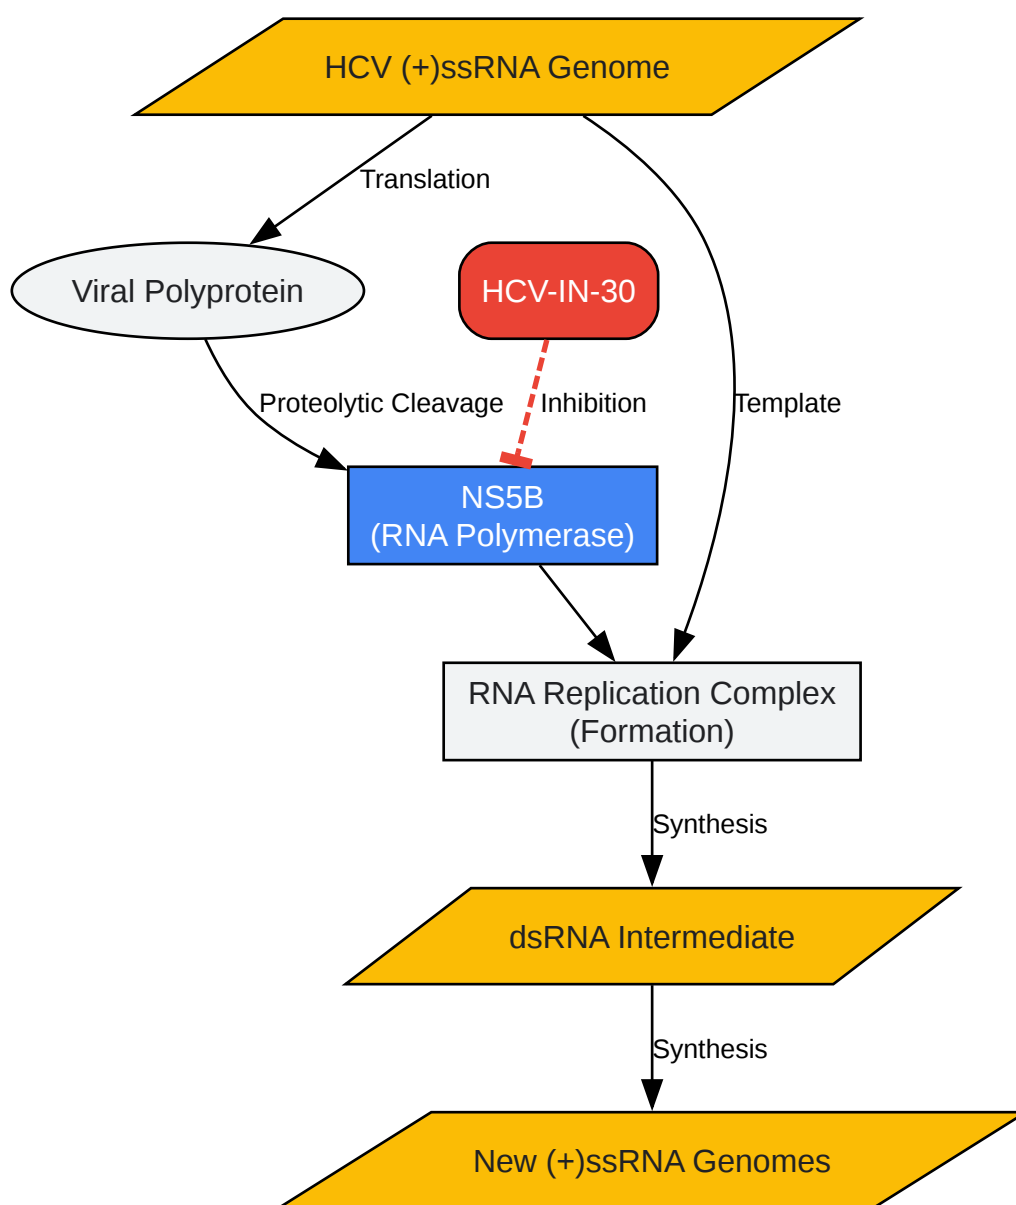 HCV (+)ssRNA Genome
Translation
Viral Polyprotein
HCV-IN-30
Proteolytic Cleavage
Inhibition
Template
NS5B
(RNA Polymerase)
RNA Replication Complex
(Formation)
Synthesis
dsRNA Intermediate
Synthesis
New (+)ssRNA Genomes